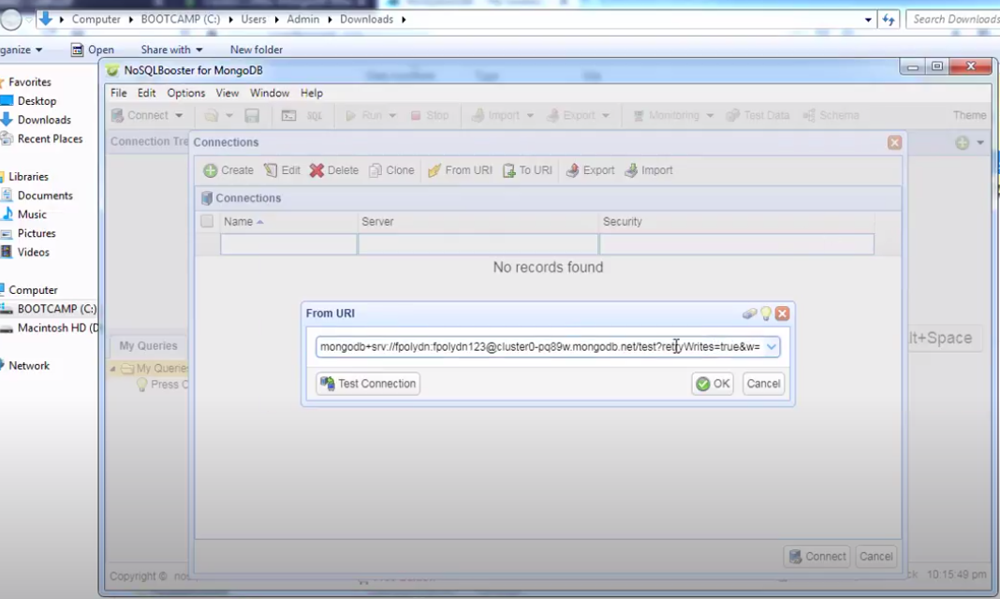 Computer BOOTCAMP (C:) Users Admin Downloads
Search Downloads
ganize Open Share with New folder
Favorites
Desktop
Downloads
Recent Places
Libraries
Documents
Music
Pictures
Videos
Computer
BOOTCAMP (C:)
Macintosh HD (D
Network
NoSQLBooster for MongoDB
File Edit Options View Window Help
Connect SQL Run Stop Import Export Monitoring Test Data Schema Theme
Connection Tre
Connections
Create Edit Delete Clone From URI To URI Export Import
Connections
Name Server Security
No records found
From URI
mongodb+srv://fpolydn:fpolydn123@cluster0-pq89w.mongodb.net/test?retryWrites=true&w=
Test Connection OK Cancel
lt+Space
My Queries
My Querie
Press C
Connect Cancel
Copyright © nos
10:15:49 pm